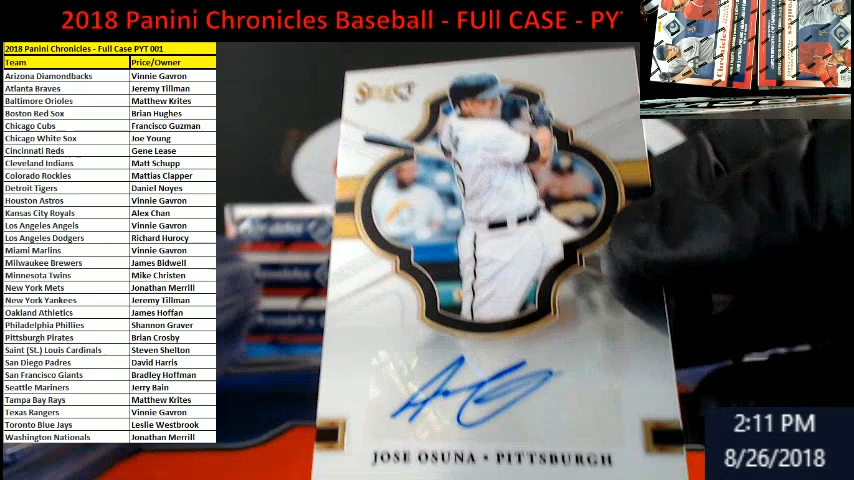 2018 Panini Chronicles Baseball - FUll CASE - PY
2018 Panini Chronicles - Full Case PYT 001
Team Price/Owner
Arizona Diamondbacks Vinnie Gavron
Atlanta Braves Jeremy Tillman
Baltimore Orioles Matthew Krites
Boston Red Sox Brian Hughes
Chicago Cubs Francisco Guzman
Chicago White Sox Joe Young
Cincinnati Reds Gene Lease
Cleveland Indians Matt Schupp
Colorado Rockies Mattias Clapper
Detroit Tigers Daniel Noyes
Houston Astros Vinnie Gavron
Kansas City Royals Alex Chan
Los Angeles Angels Vinnie Gavron
Los Angeles Dodgers Richard Hurocy
Miami Marlins Vinnie Gavron
Milwaukee Brewers James Bidwell
Minnesota Twins Mike Christen
New York Mets Jonathan Merrill
New York Yankees Jeremy Tillman
Oakland Athletics James Hoffan
Philadelphia Phillies Shannon Graver
Pittsburgh Pirates Brian Crosby
Saint (St.) Louis Cardinals Steven Shelton
San Diego Padres David Harris
San Francisco Giants Bradley Hoffman
Seattle Mariners Jerry Bain
Tampa Bay Rays Matthew Krites
Texas Rangers Vinnie Gavron
Toronto Blue Jays Leslie Westbrook
Washington Nationals Jonathan Merrill
SELECT
JOSE OSUNA • PITTSBURGH
Chronicles
2:11 PM
8/26/2018